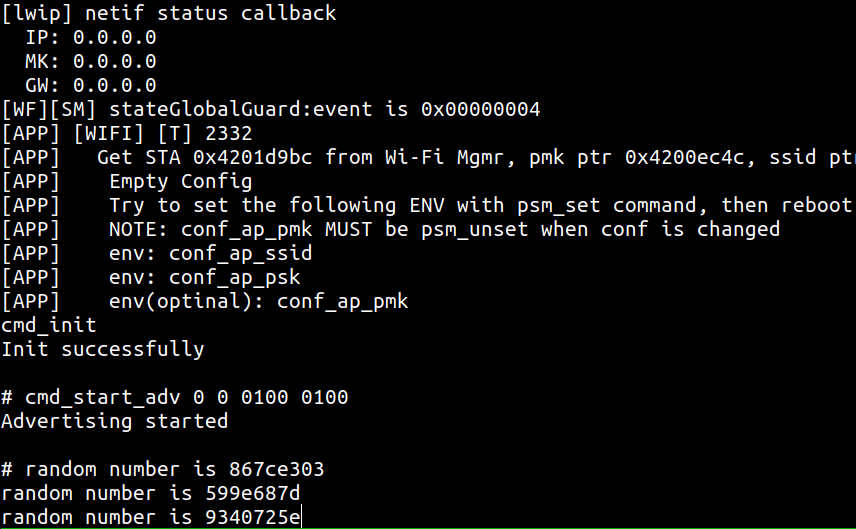 [lwip] netif status callback
  IP: 0.0.0.0
  MK: 0.0.0.0
  GW: 0.0.0.0
[WF][SM] stateGlobalGuard:event is 0x00000004
[APP] [WIFI] [T] 2332
[APP]   Get STA 0x4201d9bc from Wi-Fi Mgmr, pmk ptr 0x4200ec4c, ssid ptr
[APP]    Empty Config
[APP]    Try to set the following ENV with psm_set command, then reboot
[APP]    NOTE: conf_ap_pmk MUST be psm_unset when conf is changed
[APP]    env: conf_ap_ssid
[APP]    env: conf_ap_psk
[APP]    env(optinal): conf_ap_pmk
cmd_init
Init successfully

# cmd_start_adv 0 0 0100 0100
Advertising started

# random number is 867ce303
random number is 599e687d
random number is 9340725e